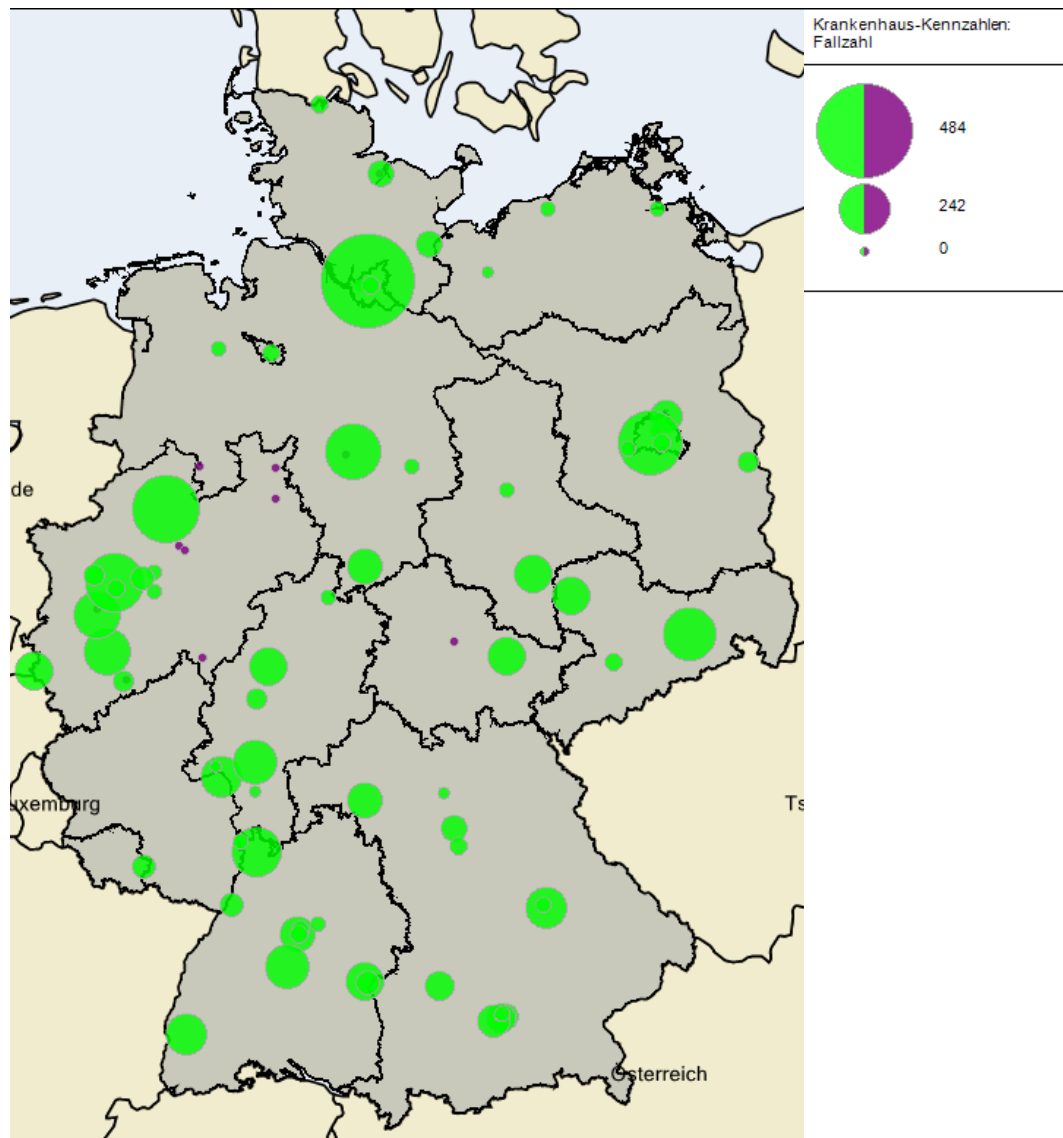 Krankenhaus-Kennzahlen:
Fallzahl
484
242
0
de
uxemburg
Ts
Österreich